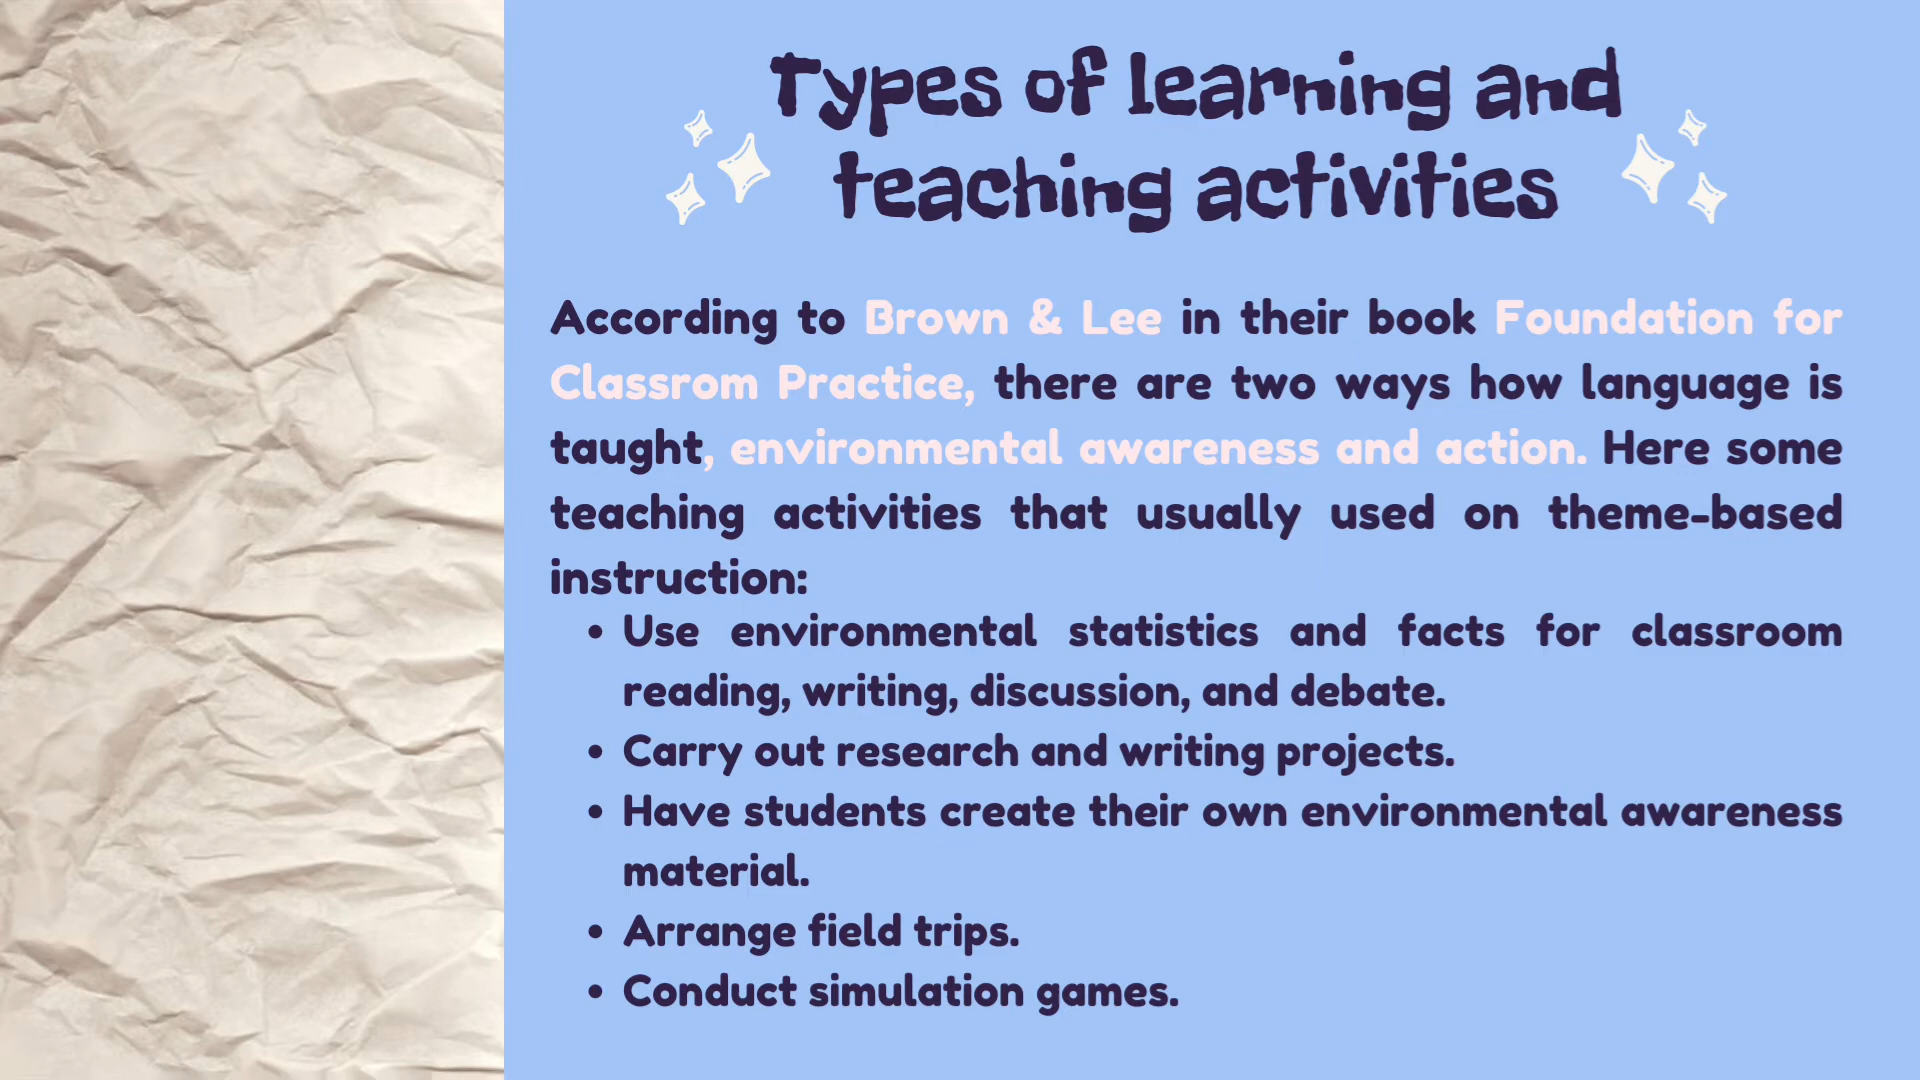 Types of learning and
teaching activities
According to Brown & Lee in their book Foundation for
Classrom Practice, there are two ways how language is
taught, environmental awareness and action. Here some
teaching activities that usually used on theme-based
instruction:
• Use environmental statistics and facts for classroom
reading, writing, discussion, and debate.
• Carry out research and writing projects.
• Have students create their own environmental awareness
material.
• Arrange field trips.
• Conduct simulation games.